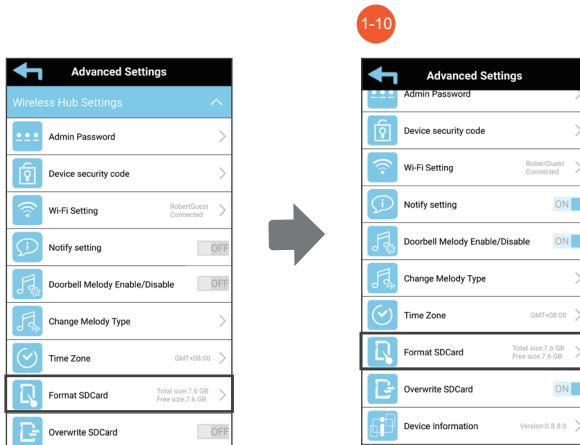 1-10
Advanced Settings
Wireless Hub Settings
Admin Password
Device security code
Wi-Fi Setting
RobertGuest
Connected
Notify setting
OFF
Doorbell Melody Enable/Disable
OFF
Change Melody Type
Time Zone
GMT+08:00
Format SDCard
Total size:7.6 GB
Free size:7.6 GB
Overwrite SDCard
OFF
Advanced Settings
Admin Password
Device security code
Wi-Fi Setting
RobertGuest
Connected
Notify setting
ON
Doorbell Melody Enable/Disable
ON
Change Melody Type
Time Zone
GMT+08:00
Format SDCard
Total size:7.6 GB
Free size:7.6 GB
Overwrite SDCard
ON
Device Information
Version:0.8.8.0